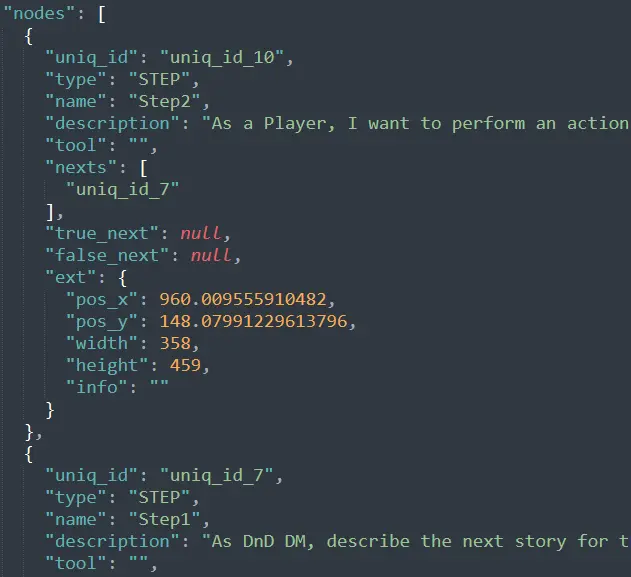 "nodes": [
{
"uniq_id": "uniq_id_10",
"type": "STEP",
"name": "Step2",
"description": "As a Player, I want to perform an action
"tool": "",
"nexts": [
"uniq_id_7"
],
"true_next": null,
"false_next": null,
"ext": {
"pos_x": 960.009555910482,
"pos_y": 148.07991229613796,
"width": 358,
"height": 459,
"info": ""
}
},
{
"uniq_id": "uniq_id_7",
"type": "STEP",
"name": "Step1",
"description": "As DnD DM, describe the next story for t
"tool": "",